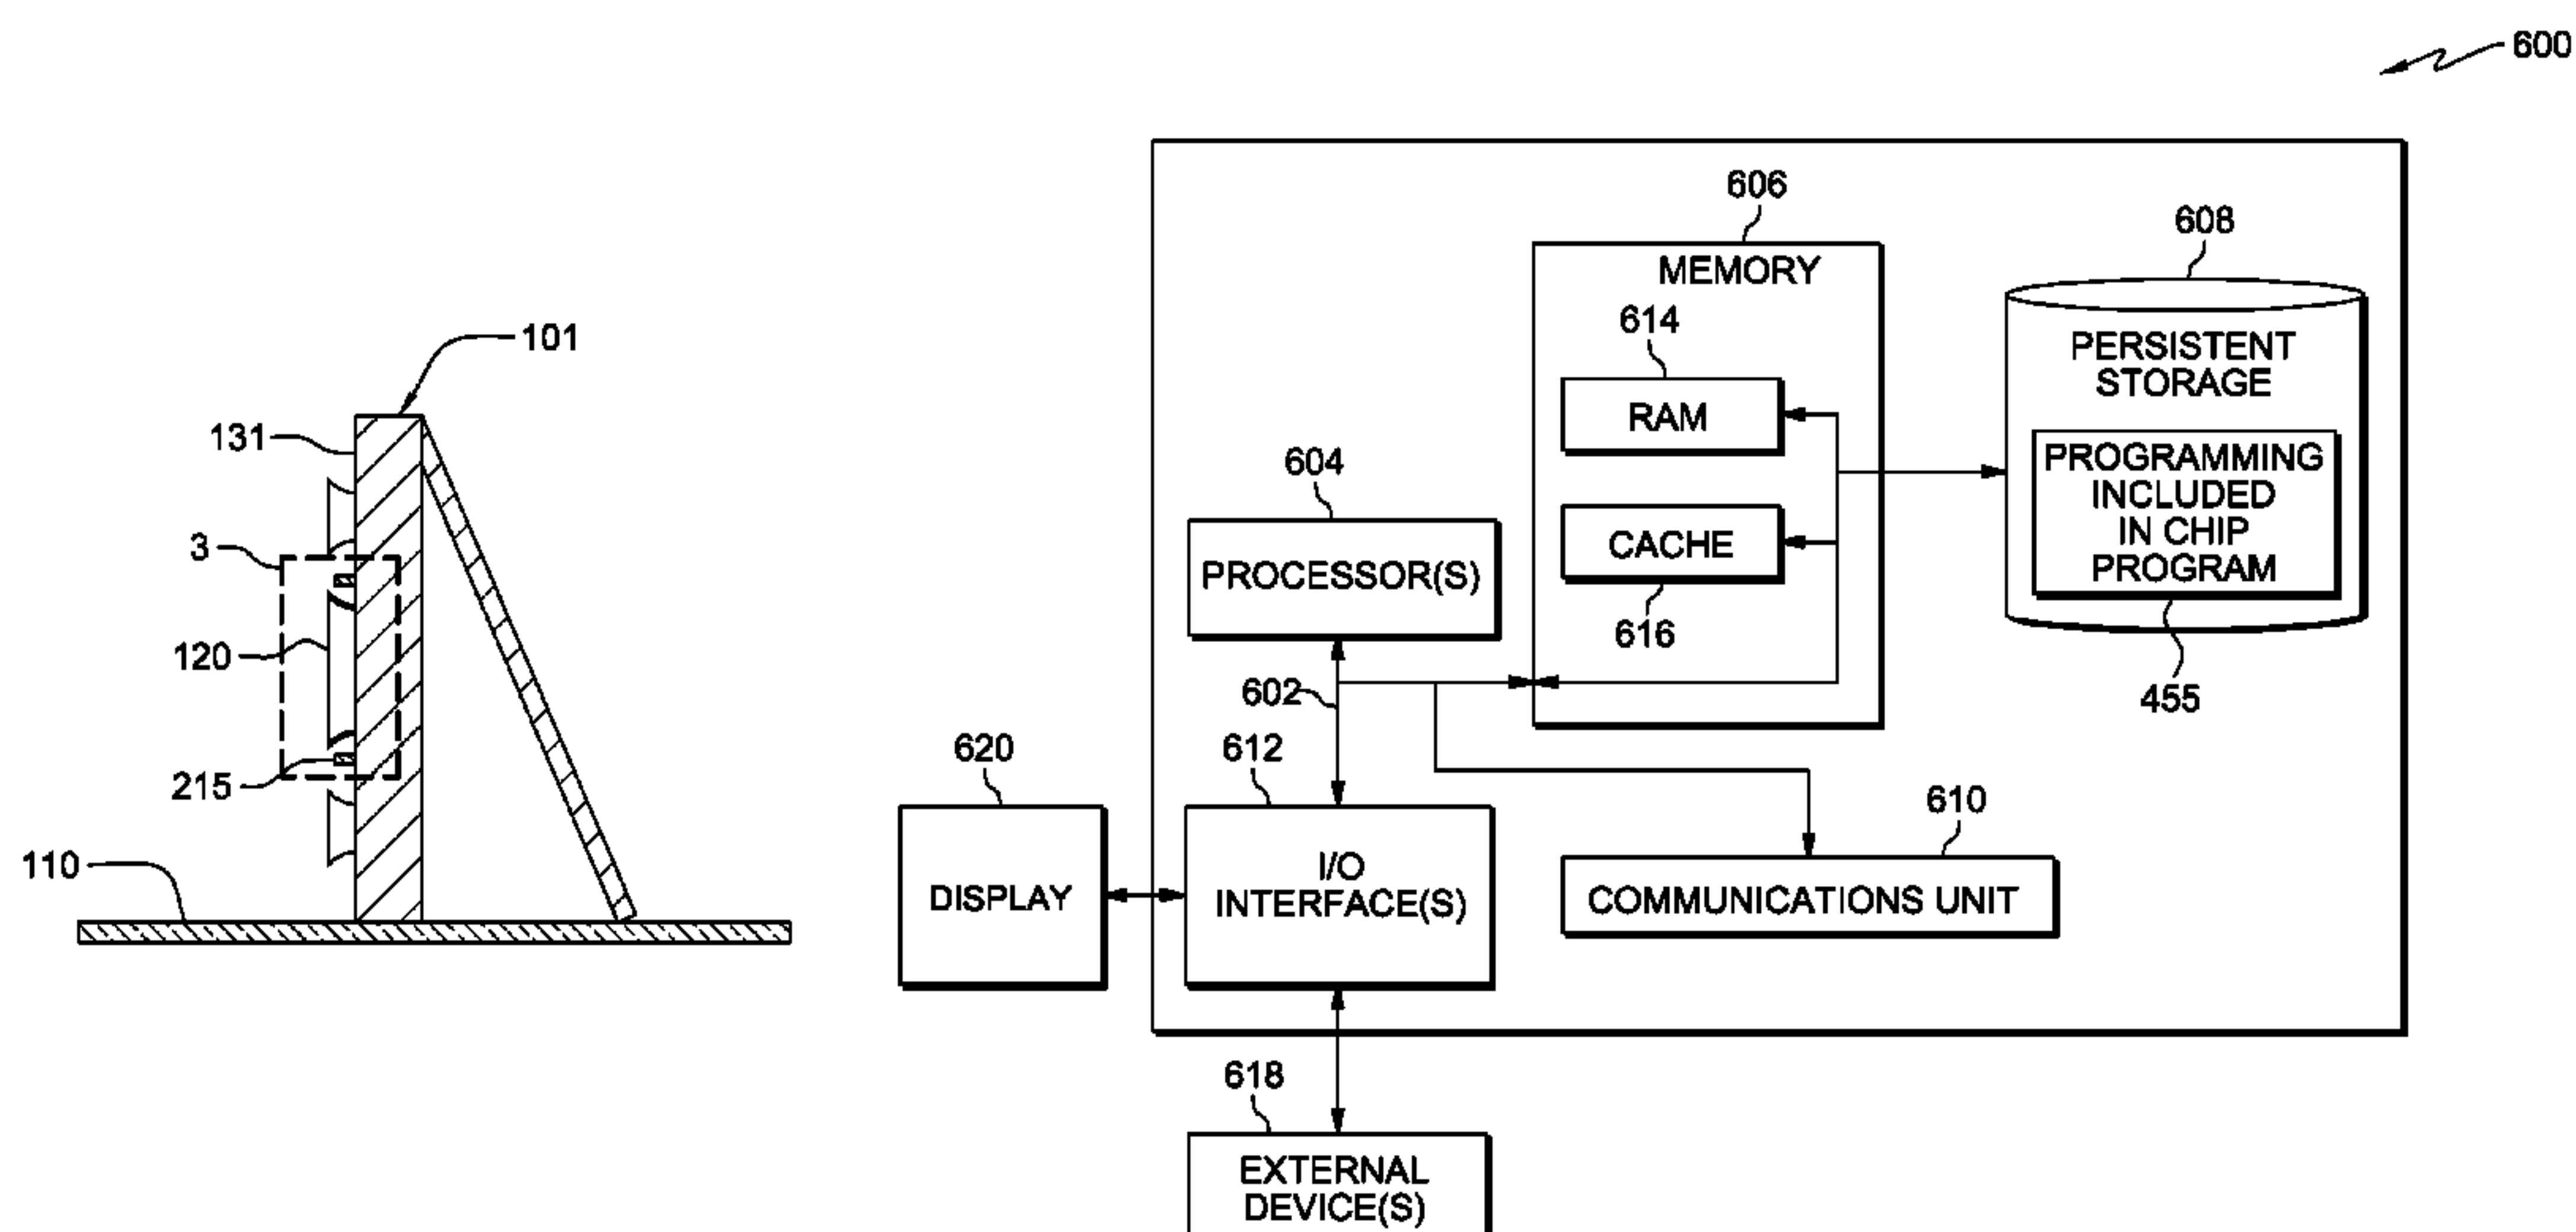 600
606
608
MEMORY
614
PERSISTENT
STORAGE
101
RAM
131
PROGRAMMING
INCLUDED
IN CHIP
PROGRAM
604
3
CACHE
PROCESSOR(S)
616
120
602
455
620
612
215
610
110
I/O
INTERFACE(S)
DISPLAY
COMMUNICATIONS UNIT
618
EXTERNAL
DEVICE(S)